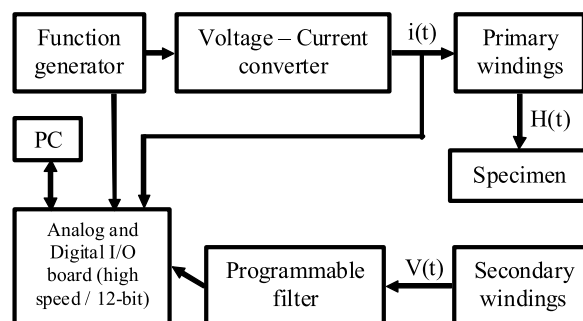 Function
generator
Voltage – Current
converter
i(t)
Primary
windings
H(t)
PC
Specimen
Analog and
Digital I/O
board (high
speed / 12-bit)
Programmable
filter
V(t)
Secondary
windings